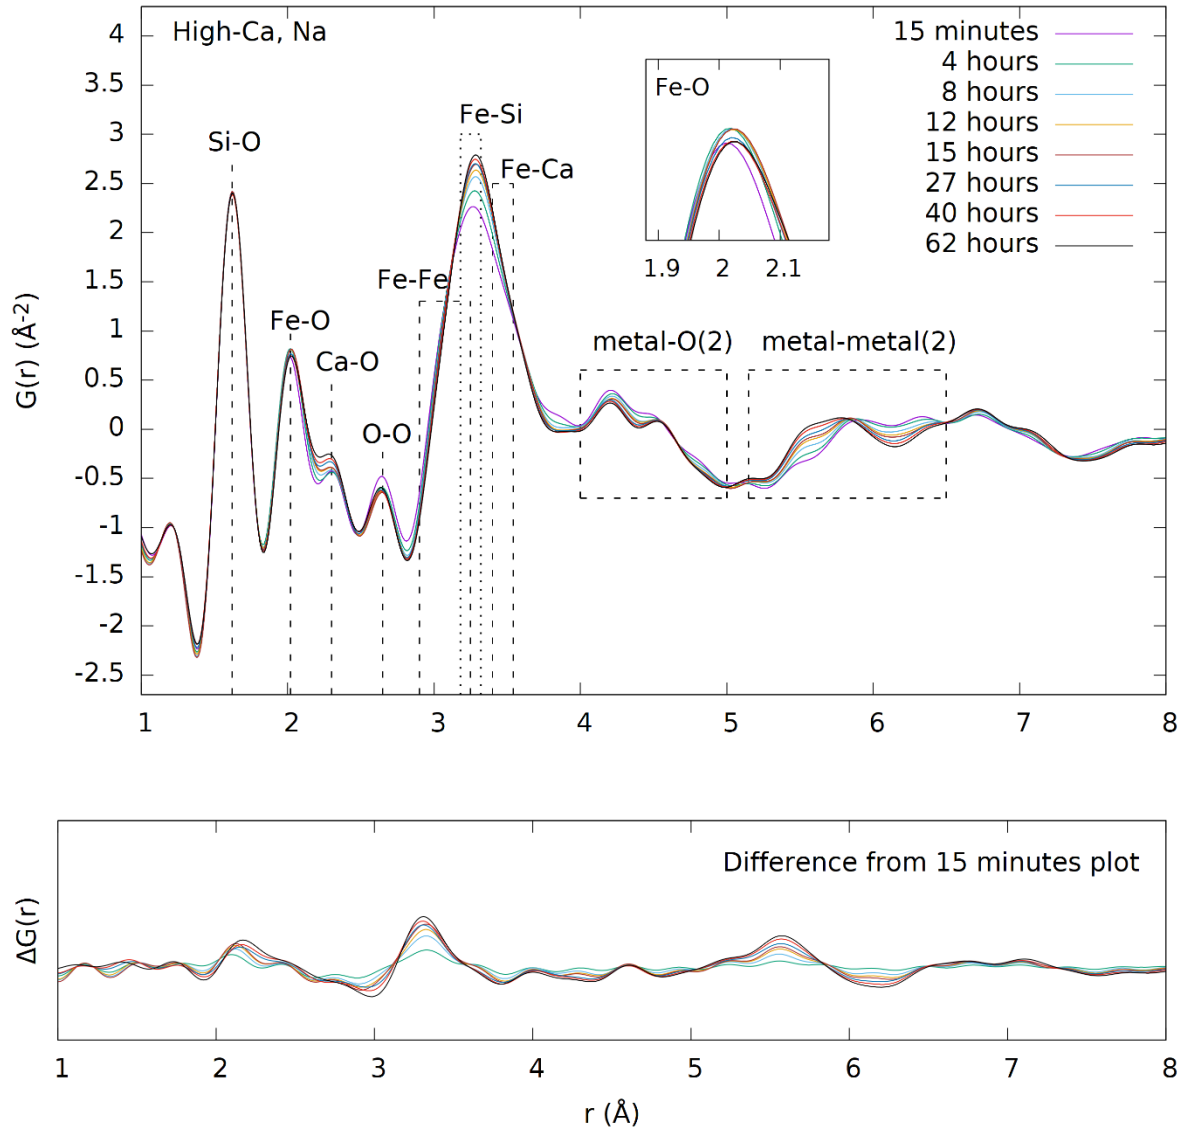 High-Ca, Na
15 minutes
4 hours
8 hours
12 hours
15 hours
27 hours
40 hours
62 hours
Fe-O
1.9 2 2.1
Si-O
Fe-Si
Fe-Ca
Fe-Fe
Fe-O
Ca-O
O-O
metal-O(2)
metal-metal(2)
G(r) (Å-2)
4
3.5
3
2.5
2
1.5
1
0.5
0
-0.5
-1
-1.5
-2
-2.5
1 2 3 4 5 6 7 8
Difference from 15 minutes plot
ΔG(r)
1 2 3 4 5 6 7 8
r (Å)